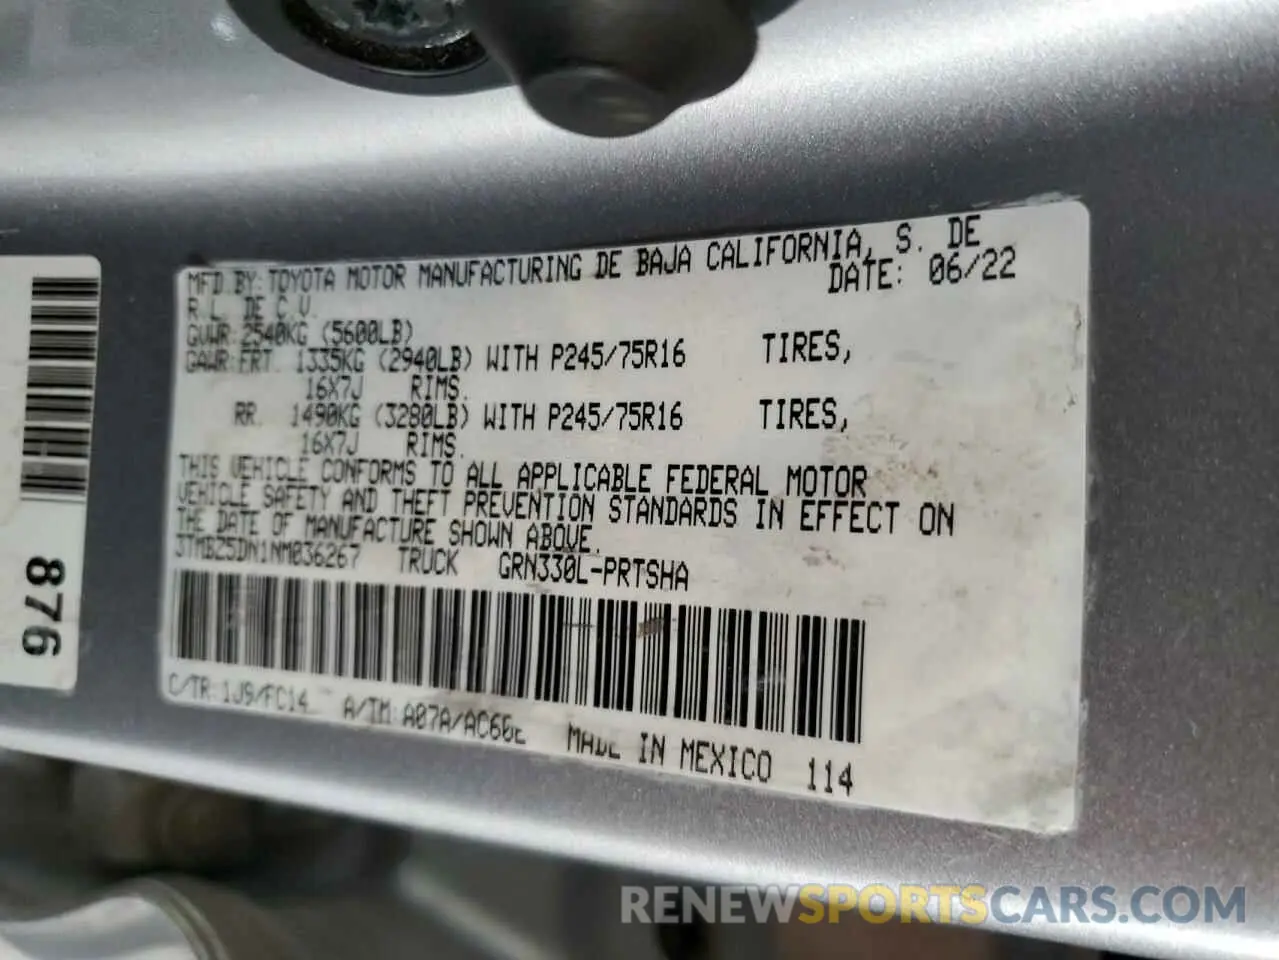 MFD.BY:TOYOTA MOTOR MANUFACTURING DE BAJA CALIFORNIA, S. DE
R.L. DE C.V. DATE: 06/22
GVWR:2540KG (5600LB)
GAWR:FRT. 1335KG (2940LB) WITH P245/75R16 TIRES,
16X7J RIMS.
RR. 1490KG (3280LB) WITH P245/75R16 TIRES,
16X7J RIMS.
THIS VEHICLE CONFORMS TO ALL APPLICABLE FEDERAL MOTOR
VEHICLE SAFETY AND THEFT PREVENTION STANDARDS IN EFFECT ON
THE DATE OF MANUFACTURE SHOWN ABOVE.
3TMBZ5DN1NM036267 TRUCK GRN330L-PRTSHA
C/TR:1J9/FC14 A/TM:A07A/AC60E MADE IN MEXICO 114
876
RENEWSPORTSCARS.COM